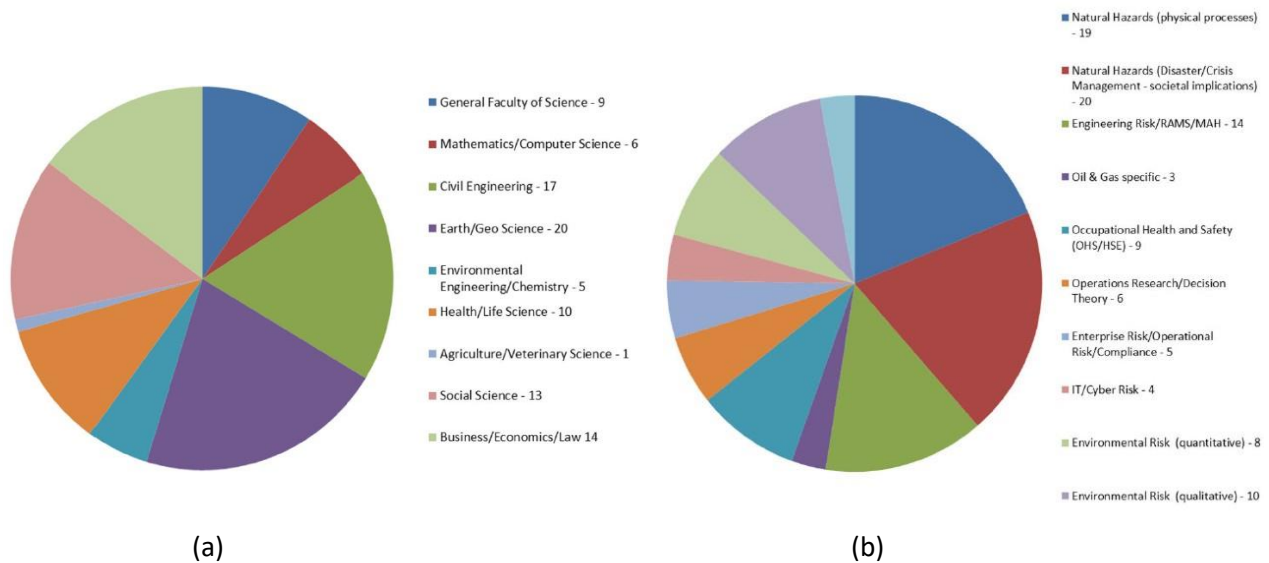 General Faculty of Science - 9
Mathematics/Computer Science - 6
Civil Engineering - 17
Earth/Geo Science - 20
Environmental
Engineering/Chemistry - 5
Health/Life Science - 10
Agriculture/Veterinary Science - 1
Social Science - 13
Business/Economics/Law 14
(a)
Natural Hazards (physical processes)
- 19
Natural Hazards (Disaster/Crisis
Management - societal implications)
- 20
Engineering Risk/RAMS/MAH - 14
Oil & Gas specific - 3
Occupational Health and Safety
(OHS/HSE) - 9
Operations Research/Decision
Theory - 6
Enterprise Risk/Operational
Risk/Compliance - 5
IT/Cyber Risk - 4
Environmental Risk (quantitative) - 8
Environmental Risk (qualitative) - 10
(b)